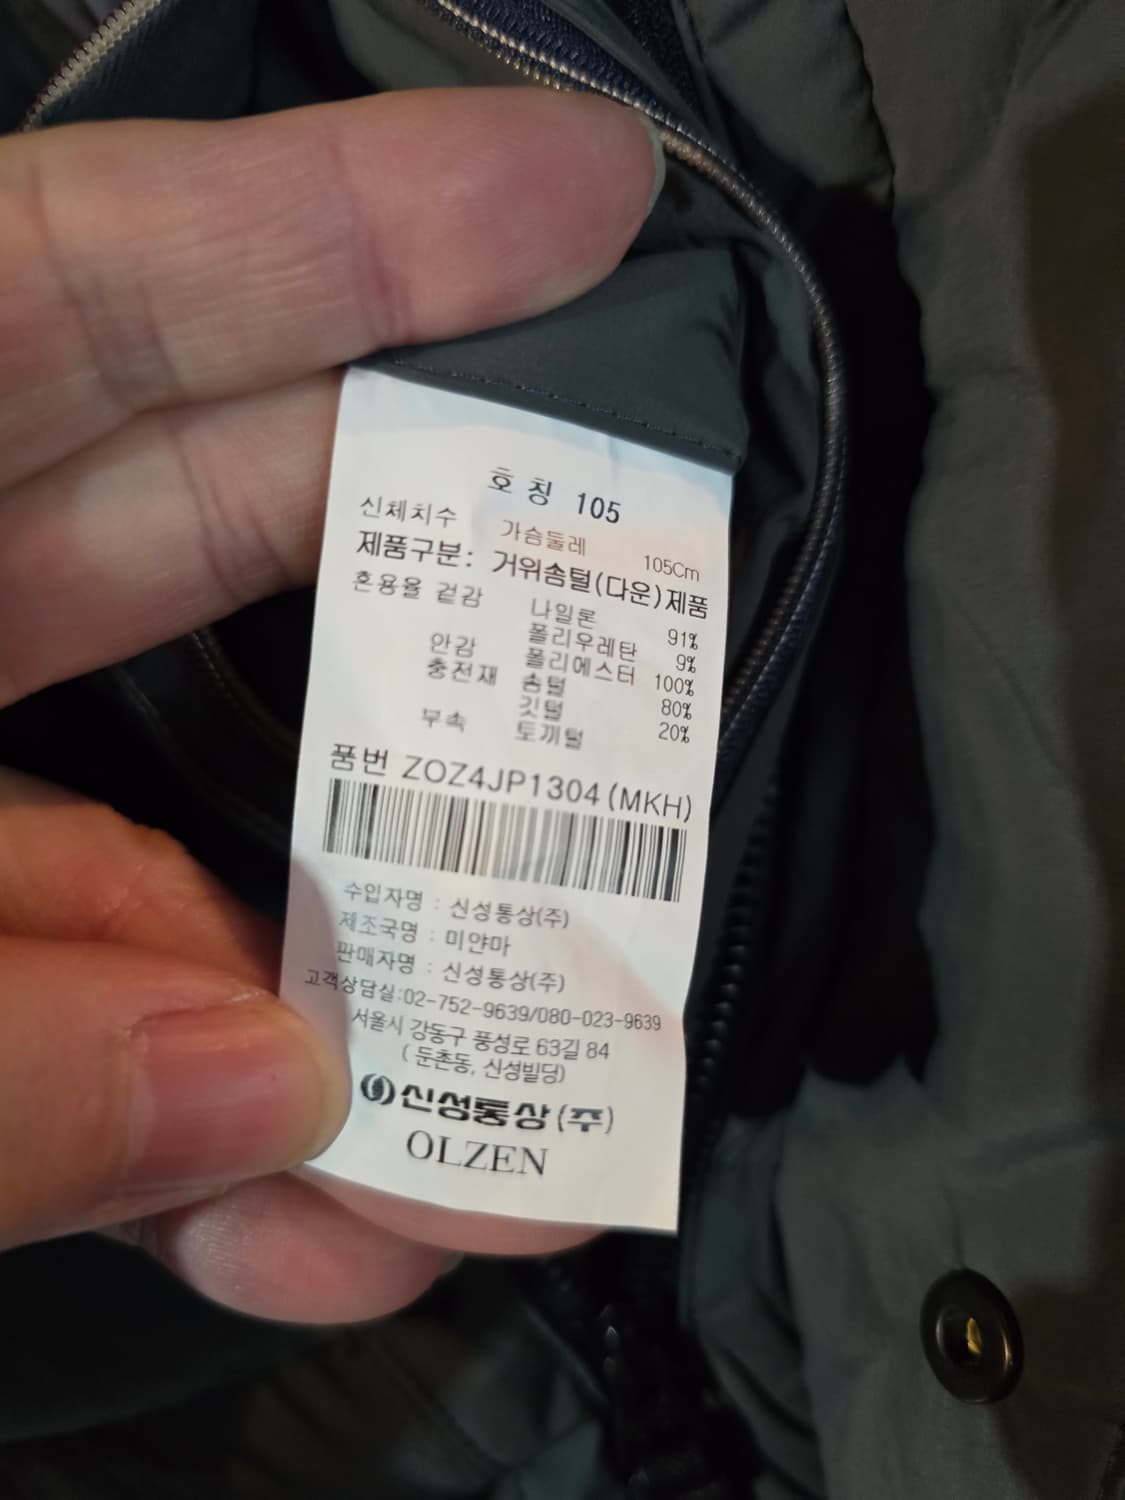 호칭 105
신체치수 가슴둘레 105Cm
제품구분: 거위솜털(다운)제품
혼용율 겉감 나일론 91%
폴리우레탄 9%
안감 폴리에스터 100%
충전재 솜털 80%
깃털 20%
부속 토끼털
품번 ZOZ4JP1304(MKH)
수입자명 : 신성통상(주)
제조국명 : 미얀마
판매자명 : 신성통상(주)
고객상담실:02-752-9639/080-023-9639
서울시 강동구 풍성로 63길 84
( 둔촌동, 신성빌딩)
신성통상(주)
OLZEN